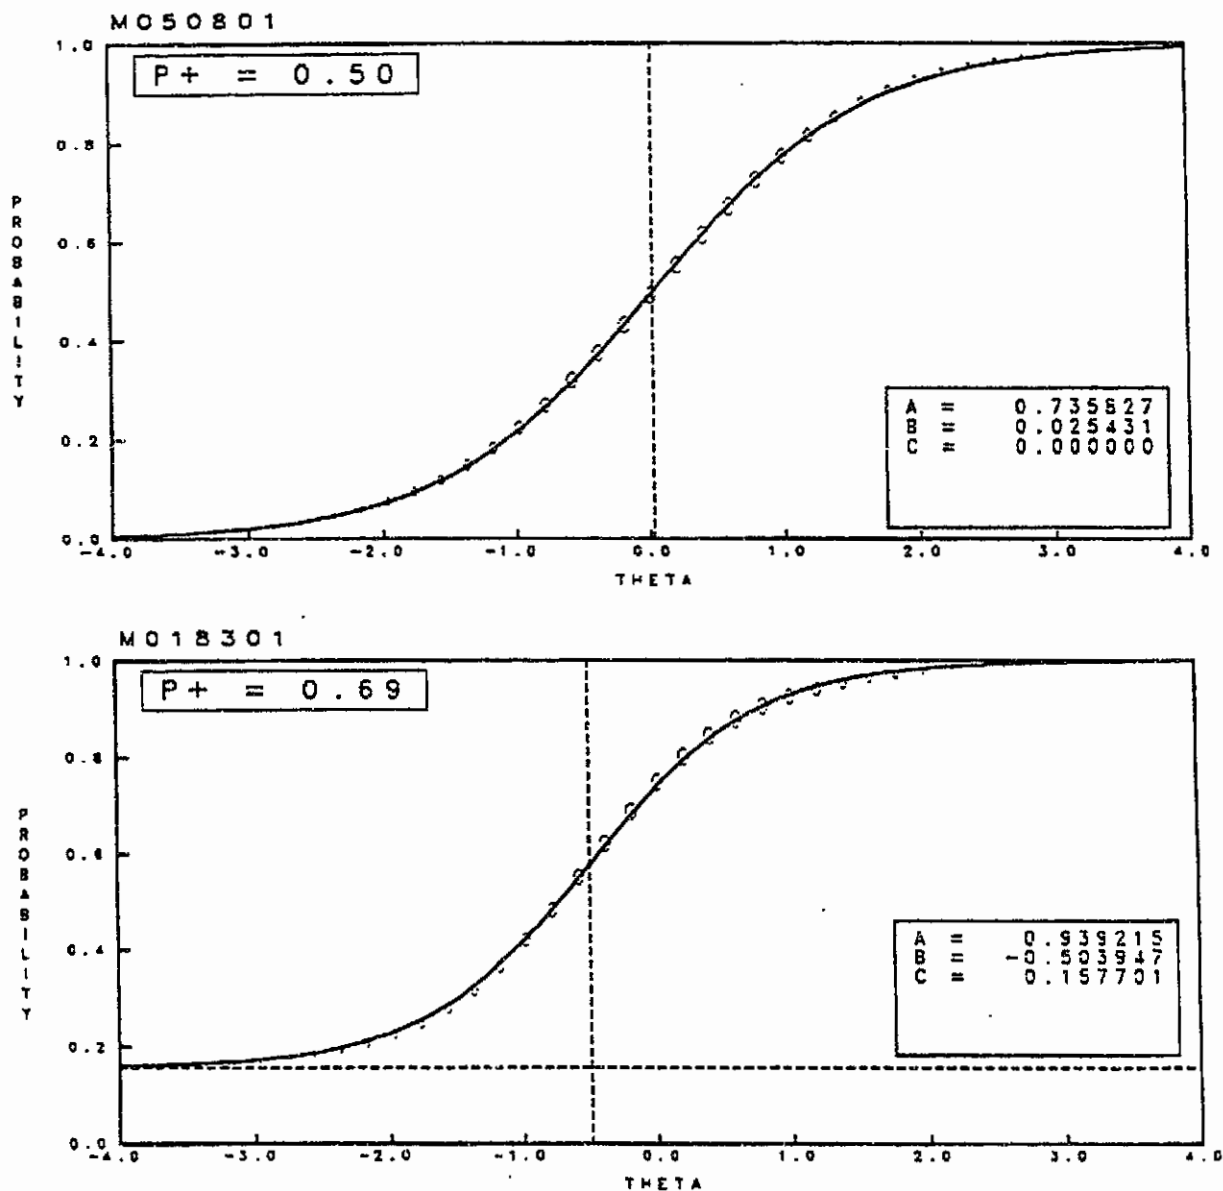 M050801
P+ = 0.50
1.0
0.8
0.6
0.4
0.2
0.0
PROBABILITY
A = 0.735827
B = 0.025431
C = 0.000000
-4.0 -3.0 -2.0 -1.0 0.0 1.0 2.0 3.0 4.0
THETA
M018301
P+ = 0.69
1.0
0.8
0.6
0.4
0.2
0.0
PROBABILITY
A = 0.939215
B = -0.503947
C = 0.157701
-4.0 -3.0 -2.0 -1.0 0.0 1.0 2.0 3.0 4.0
THETA